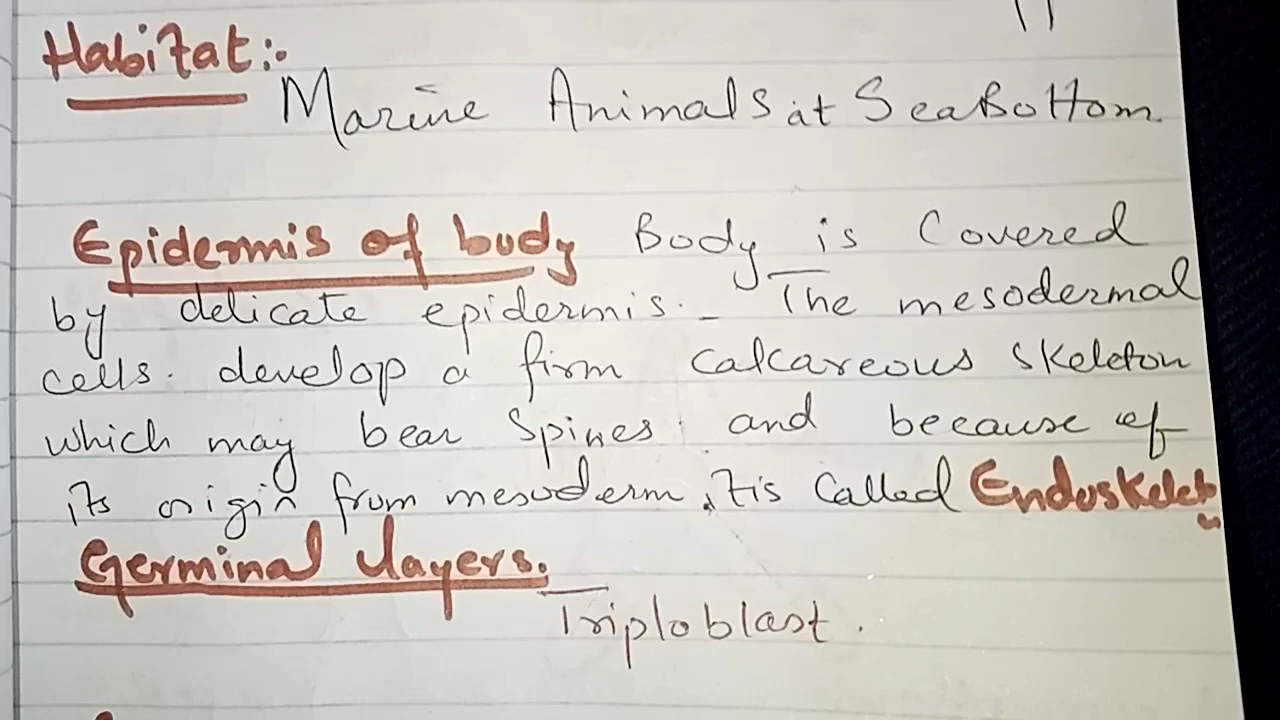 Habitat:-
Marine Animals at Sea Bottom.
Epidermis of body Body is Covered
by delicate epidermis. The mesodermal
cells. develop a firm calcareous skeleton
which may bear Spines and because of
its origin from mesoderm, It is Called Endoskelet
Germinal layers.
Triploblast.